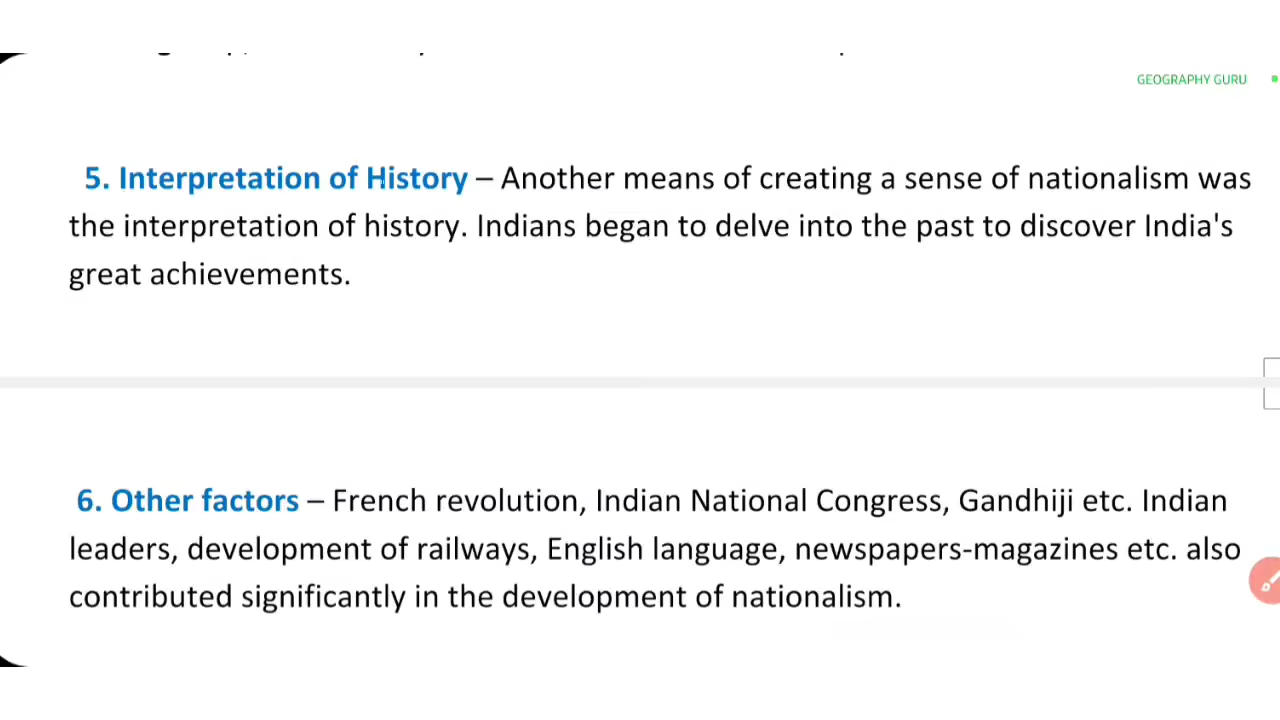 GEOGRAPHY GURU
5. Interpretation of History – Another means of creating a sense of nationalism was
the interpretation of history. Indians began to delve into the past to discover India's
great achievements.
6. Other factors – French revolution, Indian National Congress, Gandhiji etc. Indian
leaders, development of railways, English language, newspapers-magazines etc. also
contributed significantly in the development of nationalism.